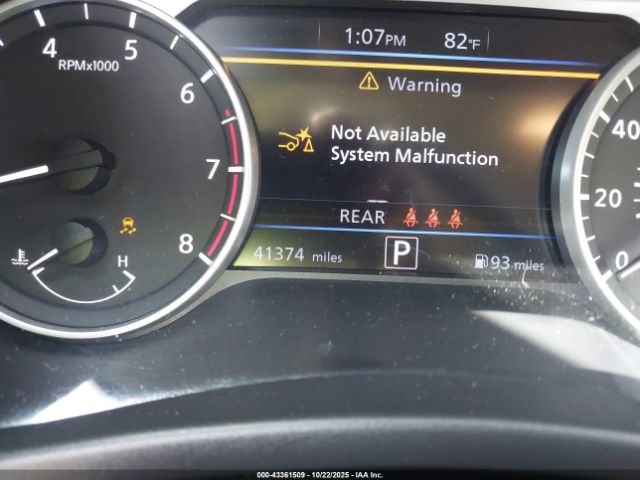 1:07PM 82°F
Warning
Not Available
System Malfunction
REAR
41374 miles P 93 miles
4 5 6 7 8
RPMx1000
H
40
20
0
000-43361509 | 10/22/2025 | IAA Inc.